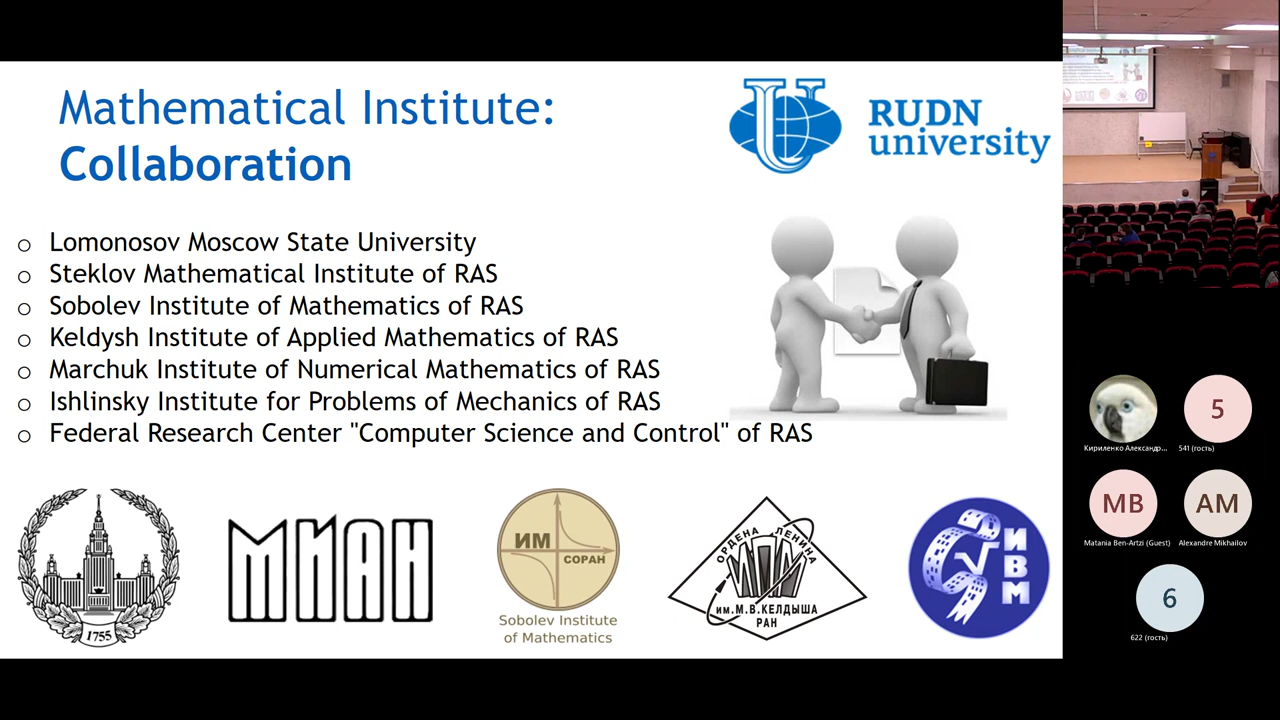 Mathematical Institute:
Collaboration
RUDN
university
Lomonosov Moscow State University
Steklov Mathematical Institute of RAS
Sobolev Institute of Mathematics of RAS
Keldysh Institute of Applied Mathematics of RAS
Marchuk Institute of Numerical Mathematics of RAS
Ishlinsky Institute for Problems of Mechanics of RAS
Federal Research Center "Computer Science and Control" of RAS
1755
МИАН
ИМ
СОРАН
Sobolev Institute
of Mathematics
ОРДЕНА ЛЕНИНА
ИПМ
им.М.В.КЕЛДЫША
РАН
ИВМ
Кириленко Александр...
5
541 (гость)
MB
Matania Ben-Artzi (Guest)
AM
Alexandre Mikhailov
6
622 (гость)